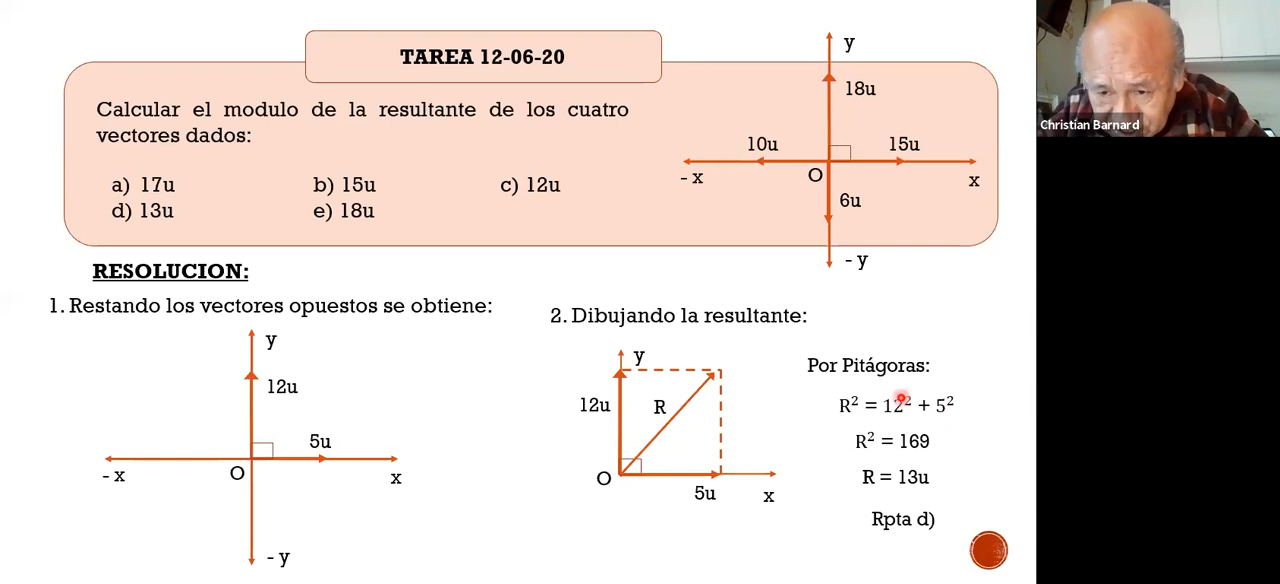 TAREA 12-06-20
Calcular el modulo de la resultante de los cuatro
vectores dados:
a) 17u b) 15u c) 12u
d) 13u e) 18u
y
18u
10u 15u
- x O x
6u
- y
Christian Barnard
RESOLUCION:
1. Restando los vectores opuestos se obtiene:
y
12u
5u
- x O x
- y
2. Dibujando la resultante:
y
12u R
O 5u x
Por Pitágoras:
R² = 12² + 5²
R² = 169
R = 13u
Rpta d)